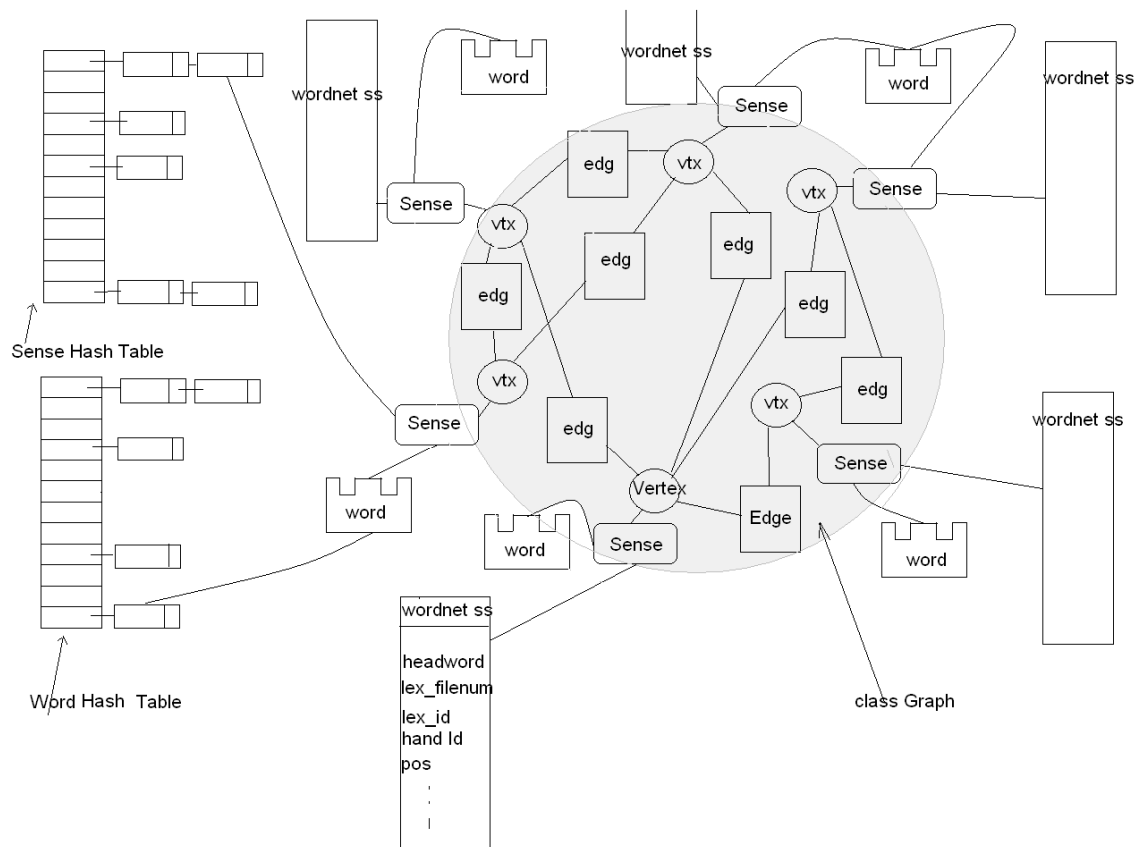 wordnet ss
wordnet ss
wordnet ss
word
word
Sense
edg
vtx
vtx
Sense
Sense
vtx
edg
edg
edg
edg
Sense Hash Table
vtx
edg
vtx
Sense
edg
wordnet ss
Sense
Vertex
word
Edge
word
Sense
word
wordnet ss
headword
lex_filenum
lex_id
hand Id
pos
Word Hash Table
class Graph